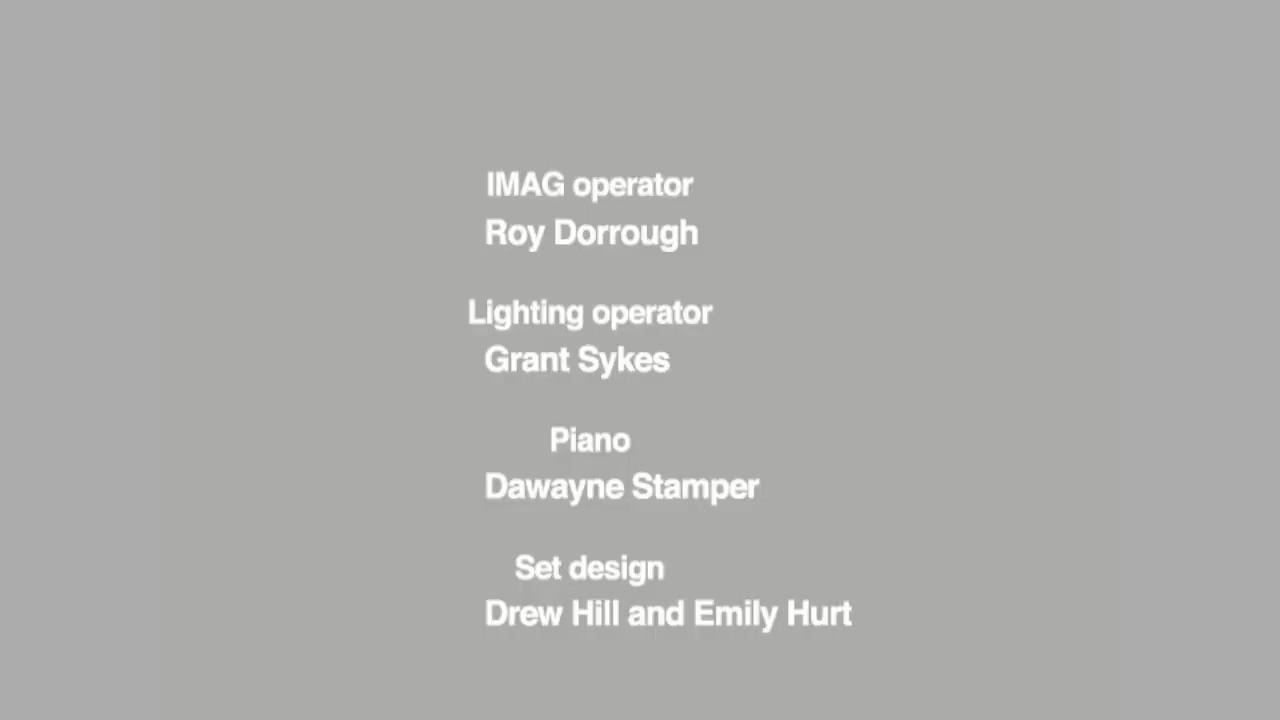 IMAG operator
Roy Dorrough
Lighting operator
Grant Sykes
Piano
Dawayne Stamper
Set design
Drew Hill and Emily Hurt